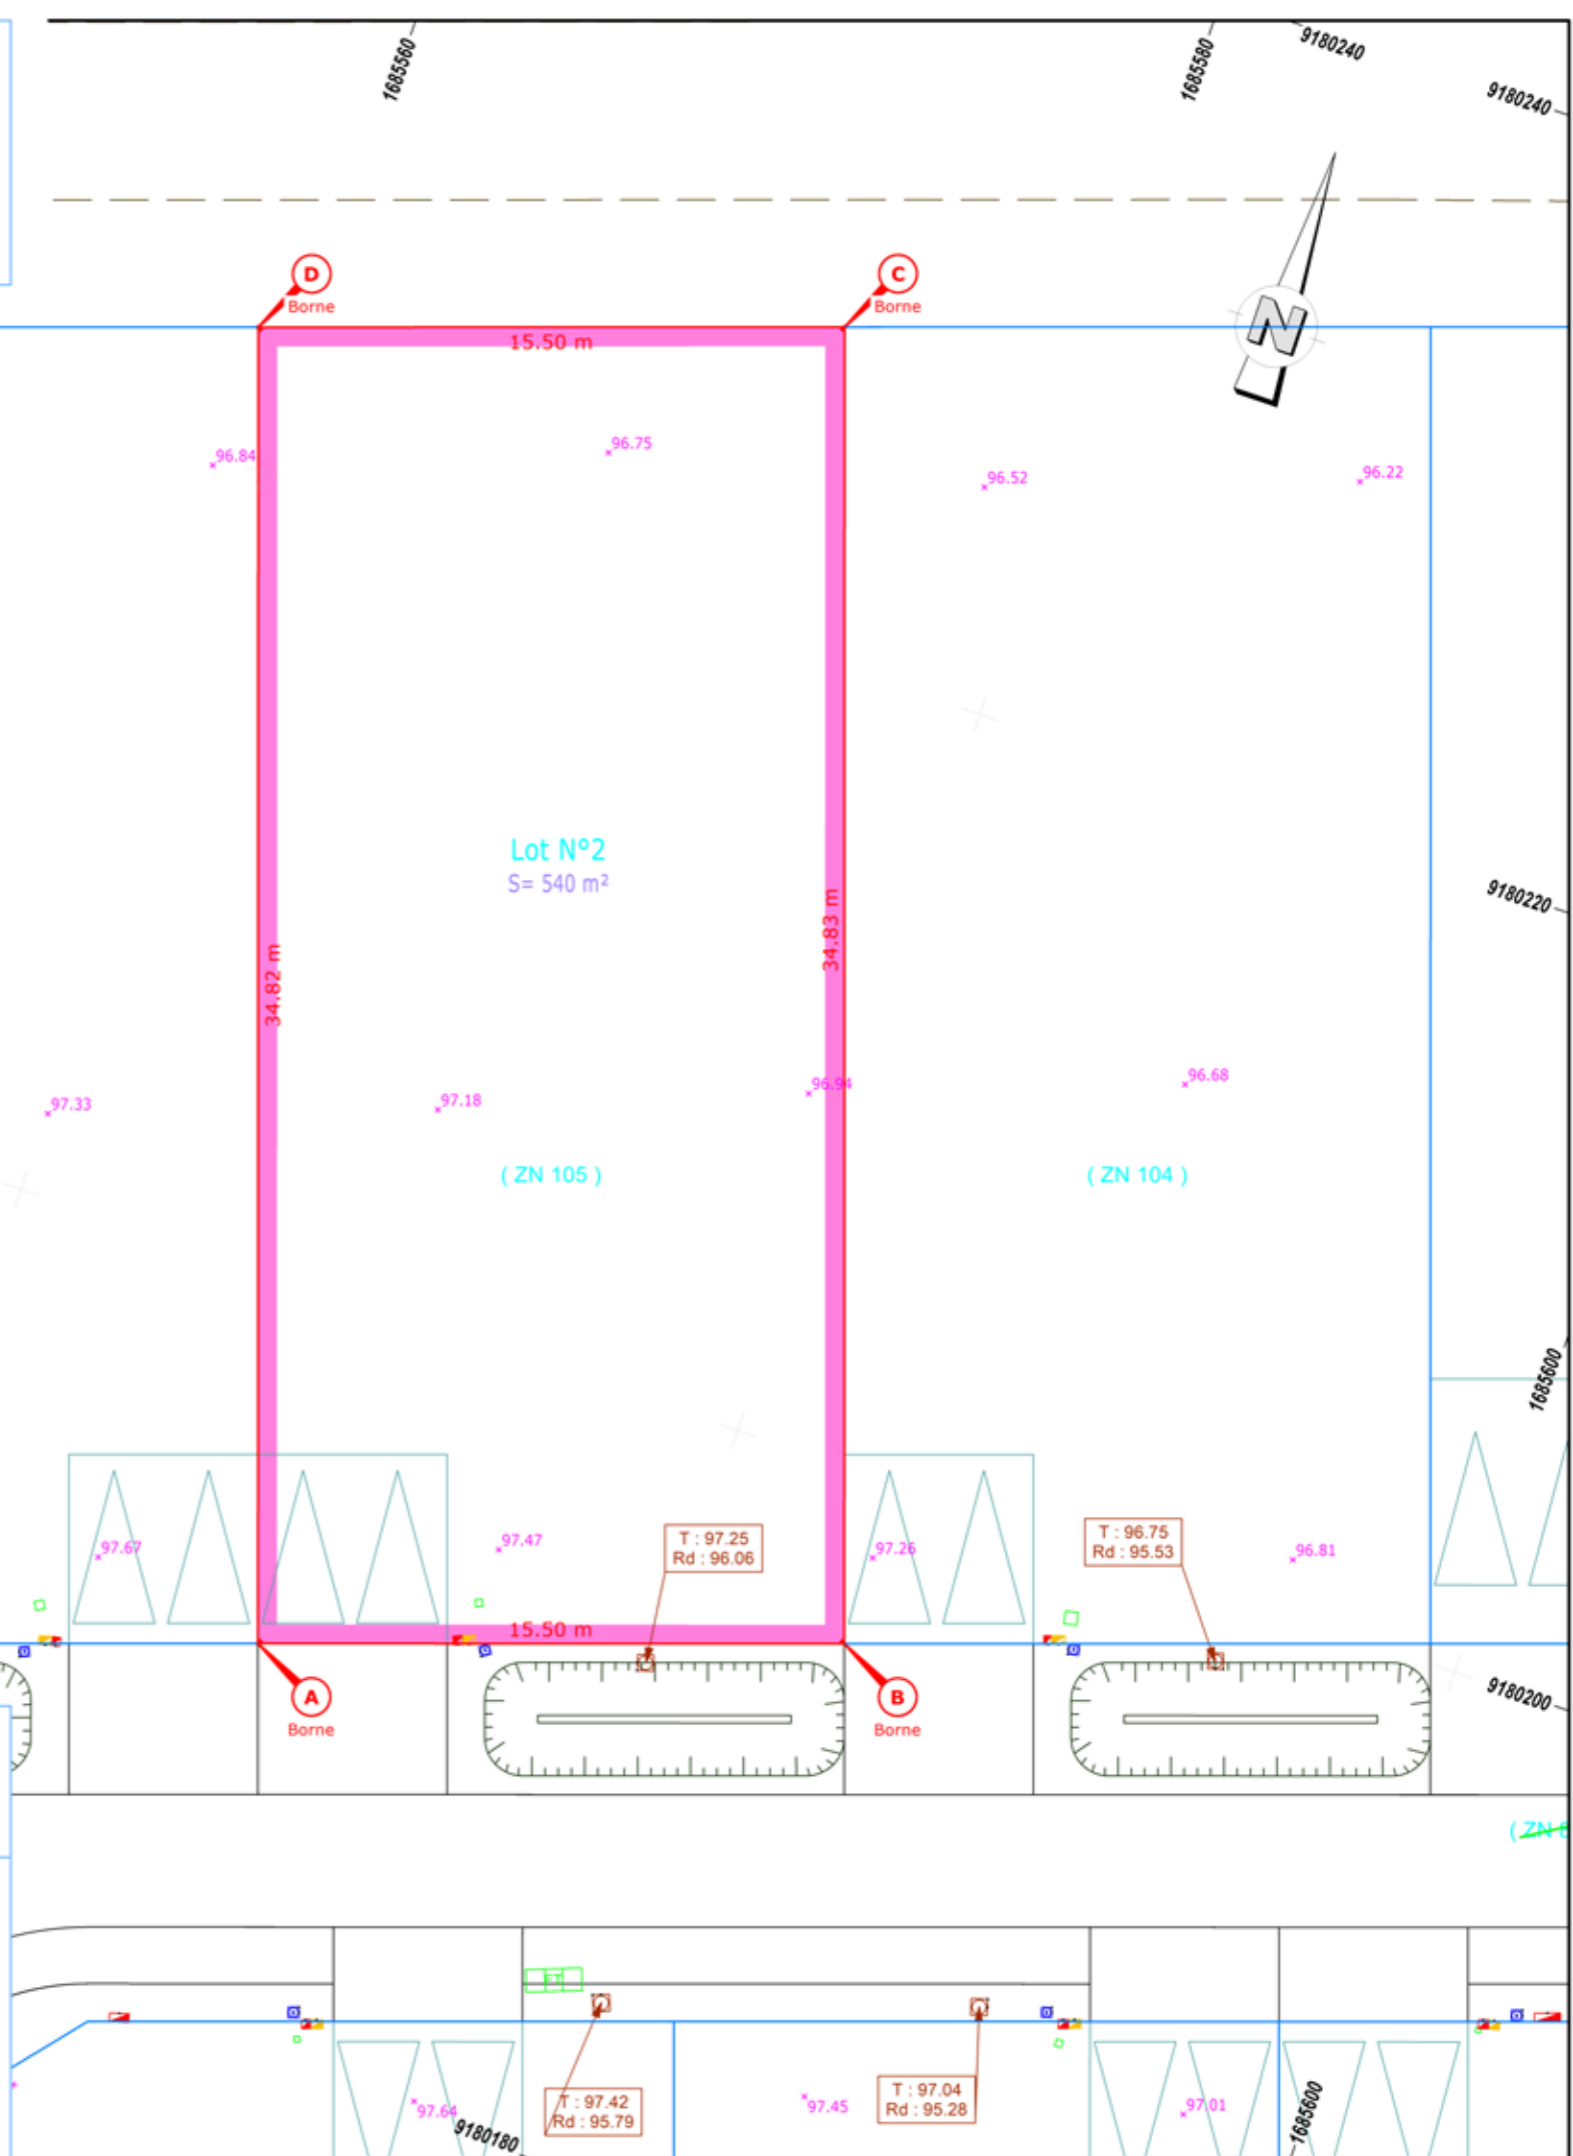 1685560
1685580
9180240
9180240
D
Borne
C
Borne
N
15.50 m
96.84
96.75
96.52
96.22
Lot N°2
S= 540 m²
34.82 m
34.83 m
9180220
97.33
97.18
96.94
96.68
( ZN 105 )
( ZN 104 )
1685600
97.67
97.47
T : 97.25
Rd : 96.06
97.26
T : 96.75
Rd : 95.53
96.81
15.50 m
A
Borne
B
Borne
9180200
( ZN
T : 97.42
Rd : 95.79
T : 97.04
Rd : 95.28
97.64
97.45
97.01
9180180
1685600